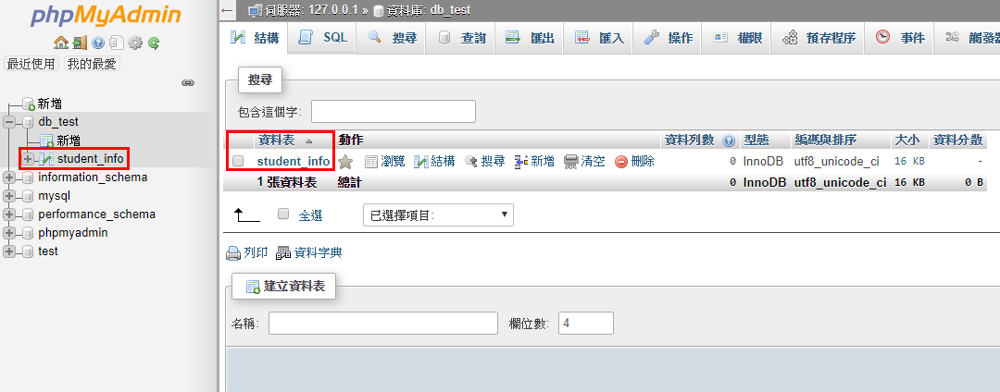 phpMyAdmin
最近使用 我的最愛
新增
db_test
新增
student_info
information_schema
mysql
performance_schema
phpmyadmin
test
伺服器: 127.0.0.1 » 資料庫: db_test
結構 SQL 搜尋 查詢 匯出 匯入 操作 權限 預存程序 事件 觸發器
搜尋
包含這個字:
資料表 動作 資料列數 型態 編碼與排序 大小 資料分散
student_info 瀏覽 結構 搜尋 新增 清空 刪除 0 InnoDB utf8_unicode_ci 16 KB -
1 張資料表 總計 0 InnoDB utf8_unicode_ci 16 KB 0 B
全選 已選擇項目:
列印 資料字典
建立資料表
名稱: 欄位數: 4